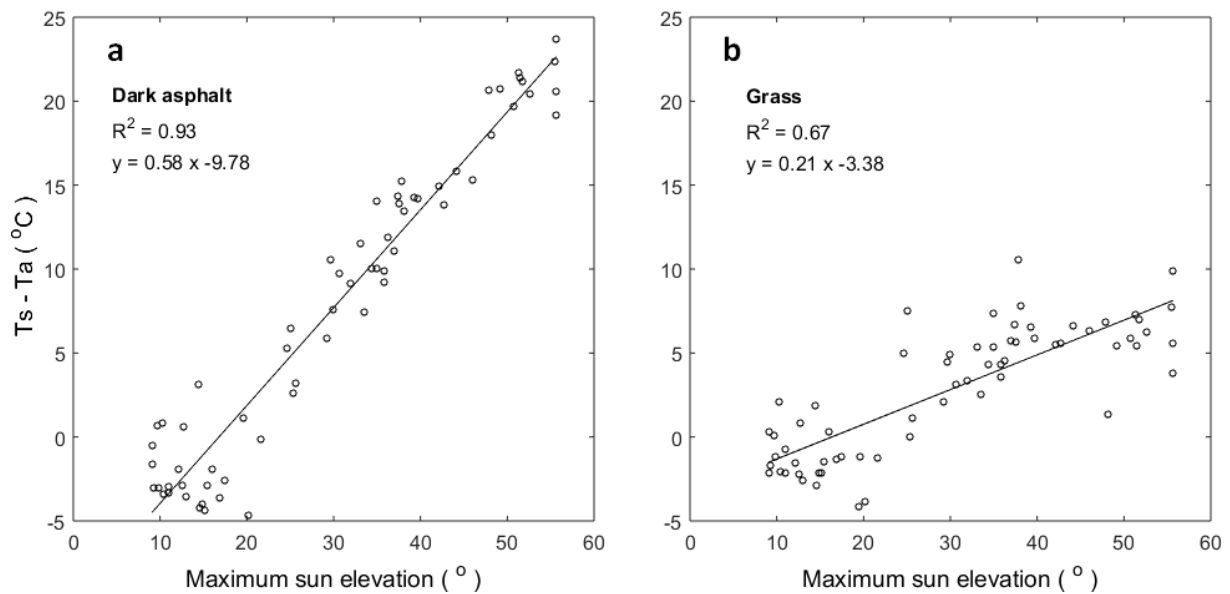 a
Dark asphalt
R² = 0.93
y = 0.58 x -9.78
Ts - Ta ( °C )
25
20
15
10
5
0
-5
0 10 20 30 40 50 60
Maximum sun elevation ( ° )
b
Grass
R² = 0.67
y = 0.21 x -3.38
25
20
15
10
5
0
-5
0 10 20 30 40 50 60
Maximum sun elevation ( ° )